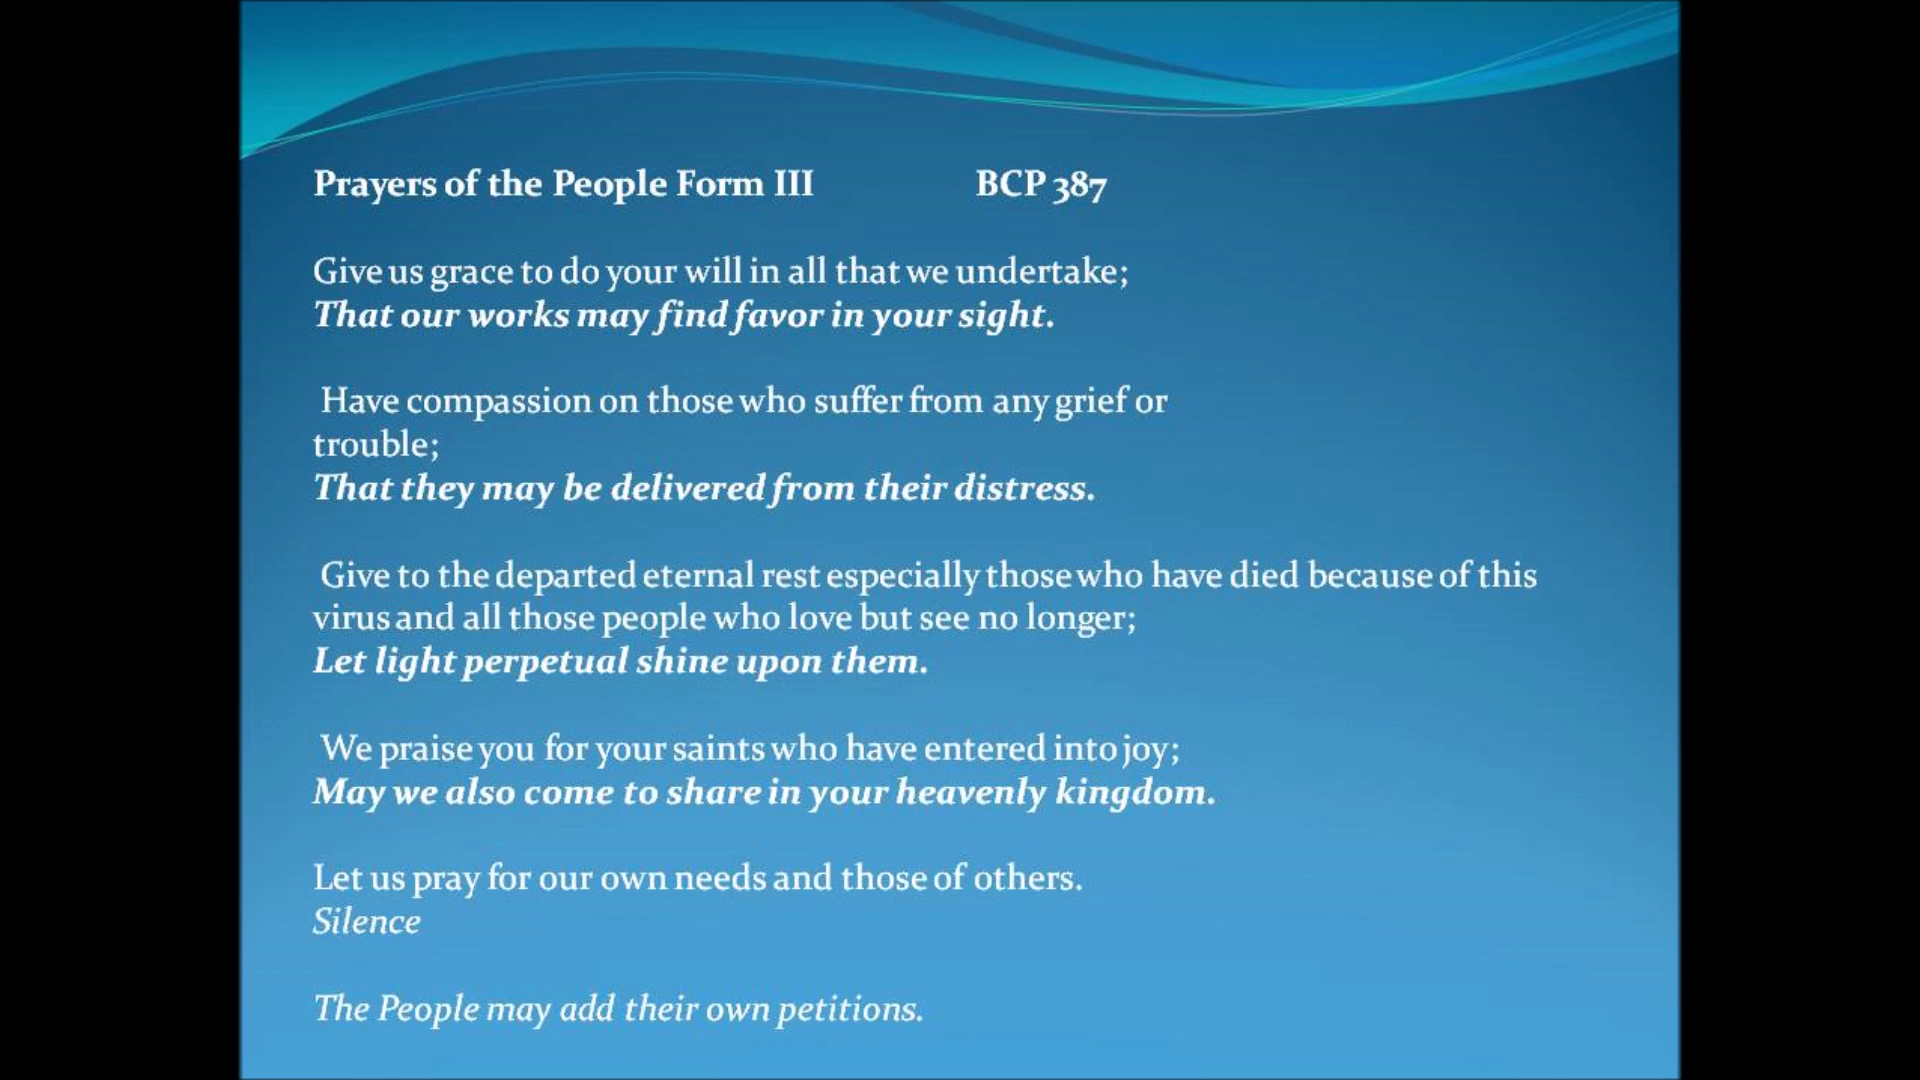 Prayers of the People Form III BCP 387
Give us grace to do your will in all that we undertake;
That our works may find favor in your sight.
Have compassion on those who suffer from any grief or
trouble;
That they may be delivered from their distress.
Give to the departed eternal rest especially those who have died because of this
virus and all those people who love but see no longer;
Let light perpetual shine upon them.
We praise you for your saints who have entered into joy;
May we also come to share in your heavenly kingdom.
Let us pray for our own needs and those of others.
Silence
The People may add their own petitions.